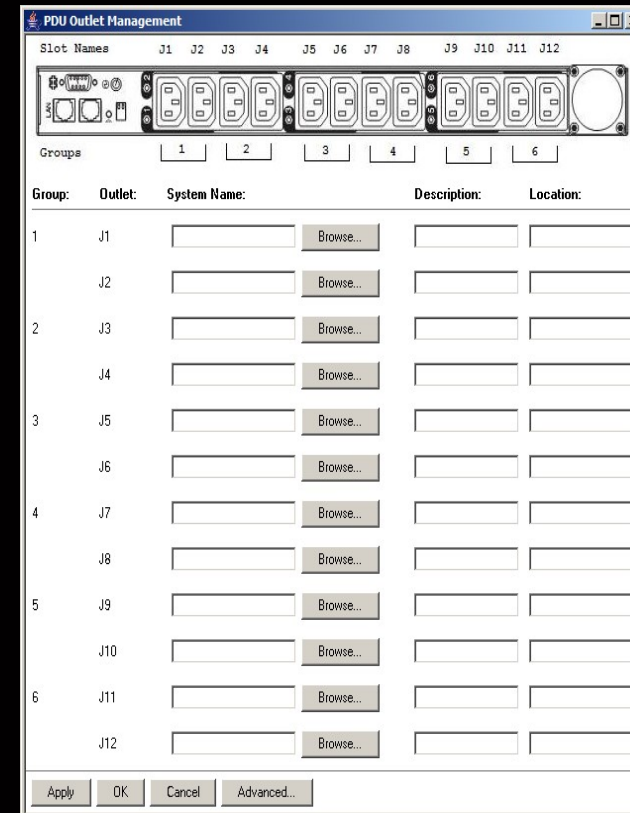 PDU Outlet Management
Slot Names J1 J2 J3 J4 J5 J6 J7 J8 J9 J10 J11 J12
LAN
Groups 1 2 3 4 5 6
Group: Outlet: System Name: Description: Location:
1 J1 Browse...
J2 Browse...
2 J3 Browse...
J4 Browse...
3 J5 Browse...
J6 Browse...
4 J7 Browse...
J8 Browse...
5 J9 Browse...
J10 Browse...
6 J11 Browse...
J12 Browse...
Apply OK Cancel Advanced...